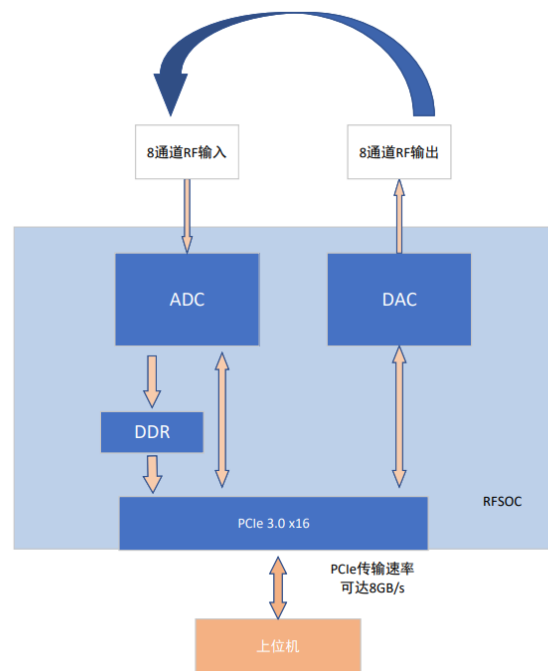 8通道RF输入
8通道RF输出
ADC
DAC
DDR
RFSOC
PCIe 3.0 x16
PCIe传输速率
可达8GB/s
上位机